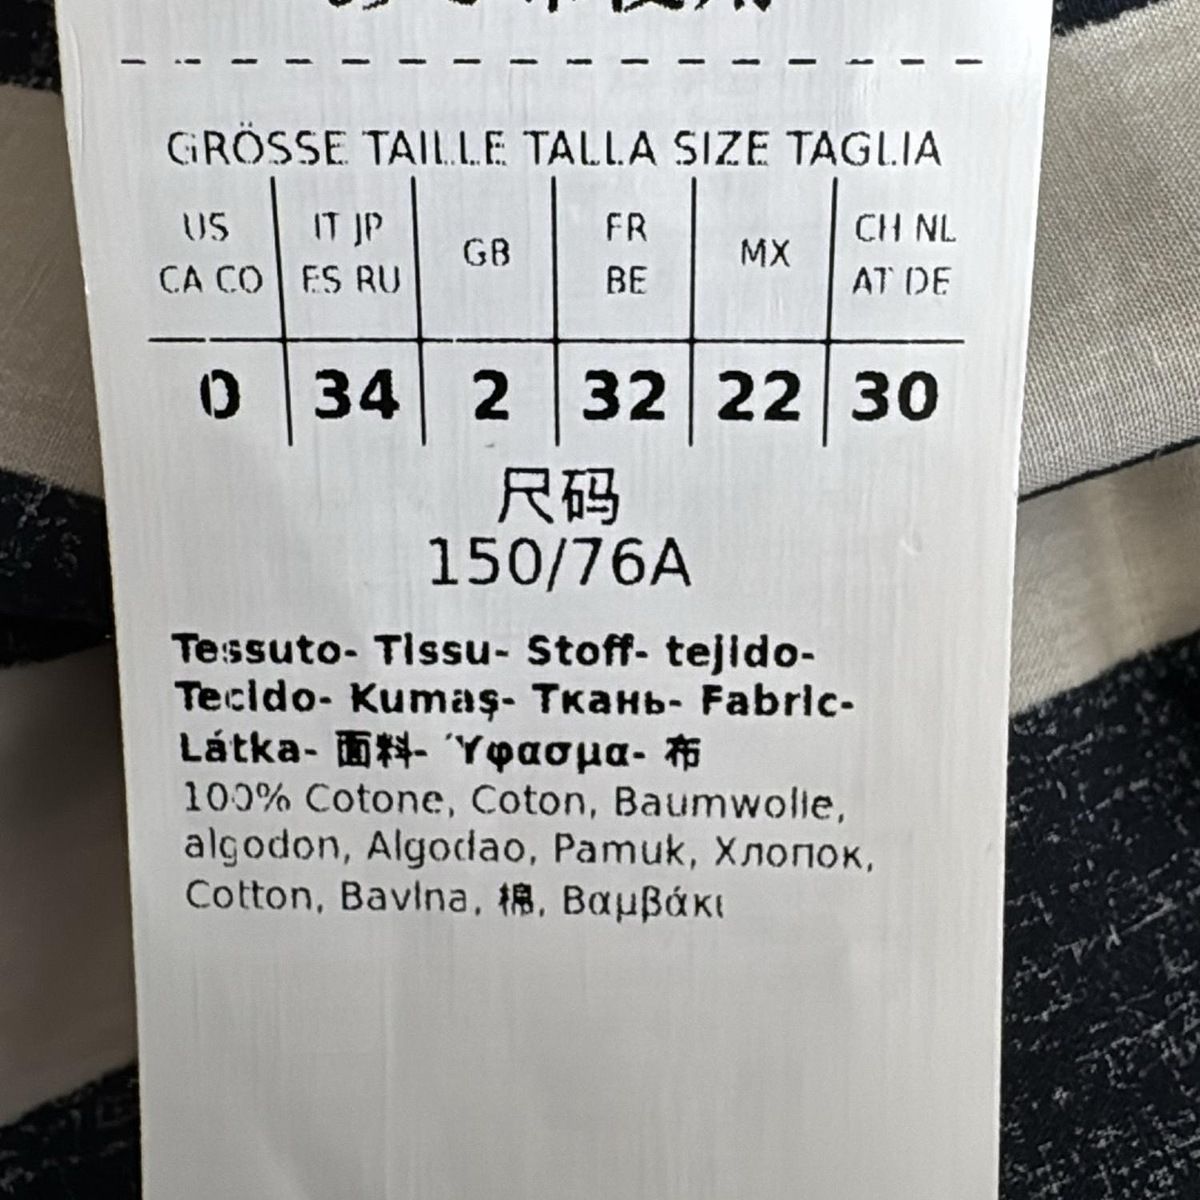 GRÖSSE TAILLE TALLA SIZE TAGLIA
US CA CO | IT JP ES RU | GB | FR BE | MX | CH NL AT DE
0 34 2 32 22 30
尺码
150/76A
Tessuto- Tissu- Stoff- tejido-
Tecido- Kumaş- Ткань- Fabric-
Látka- 面料- Ύφασμα- 布
100% Cotone, Coton, Baumwolle,
algodon, Algodao, Pamuk, Хлопок,
Cotton, Bavlna, 棉, Βαμβάκι